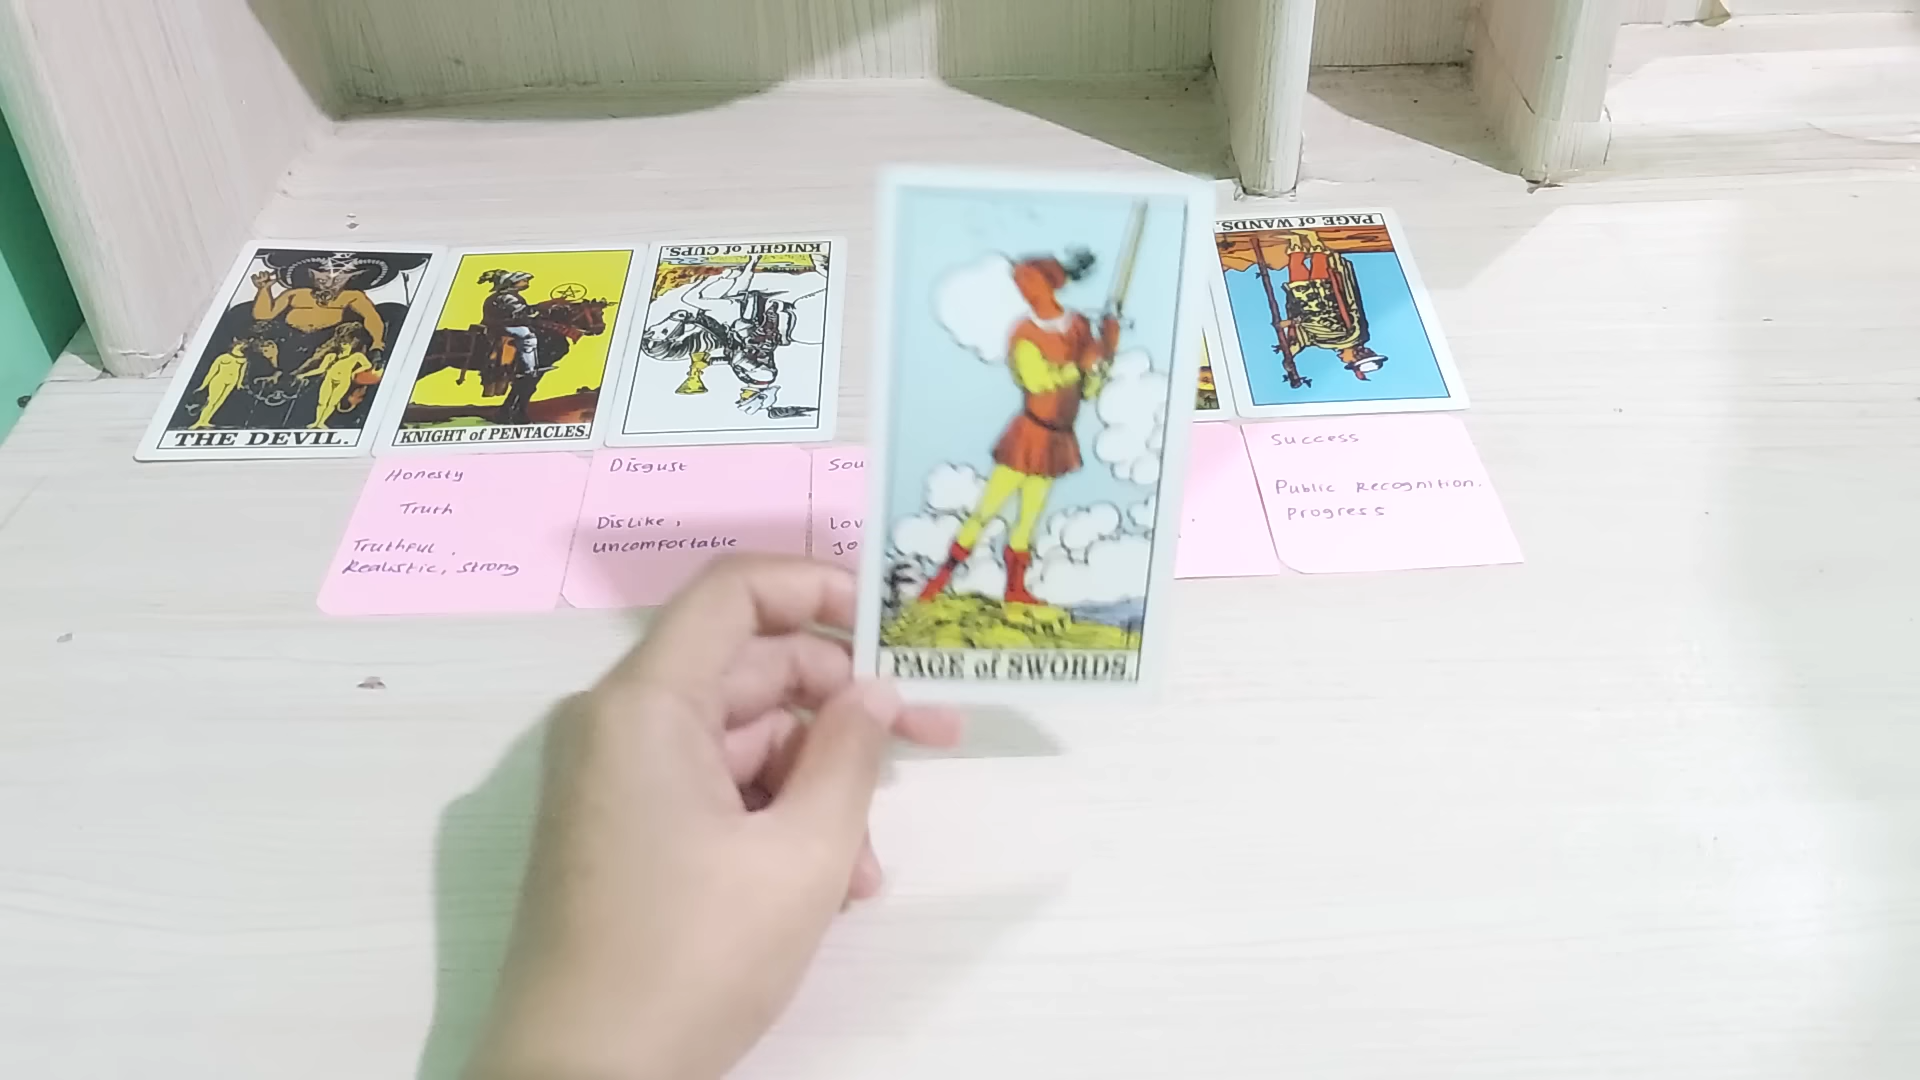 XV
THE DEVIL.
KNIGHT of PENTACLES.
KNIGHT of CUPS.
PAGE of SWORDS.
PAGE of WANDS.
Honesty
Truth
Truthful.
Realistic, strong
Disgust
Dislike,
uncomfortable
Success
Public Recognition.
Progress